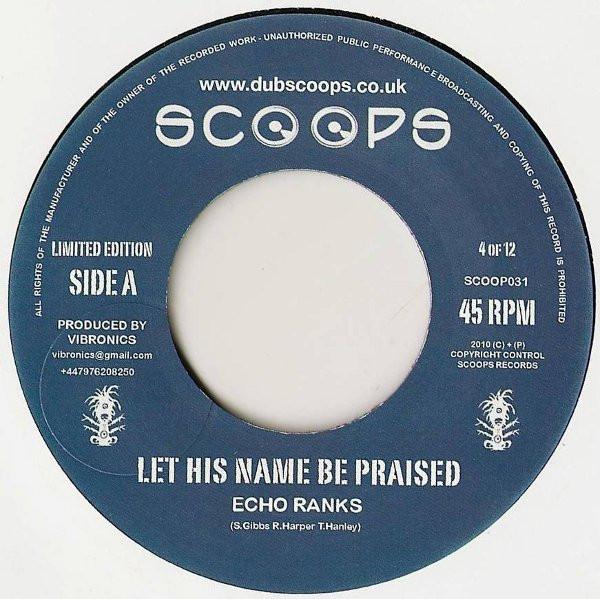 ALL RIGHTS OF THE MANUFACTURER AND OF THE OWNER OF THE RECORDED WORK - UNAUTHORIZED PUBLIC PERFORMANCE BROADCASTING AND COPYING OF THIS RECORD IS PROHIBITED
www.dubscoops.co.uk
SCOOPS
LIMITED EDITION
SIDE A
PRODUCED BY
VIBRONICS
vibronics@gmail.com
+447976208250
4 OF 12
SCOOP031
45 RPM
2010 (C) + (P)
COPYRIGHT CONTROL
SCOOPS RECORDS
LET HIS NAME BE PRAISED
ECHO RANKS
(S.Gibbs R.Harper T.Hanley)